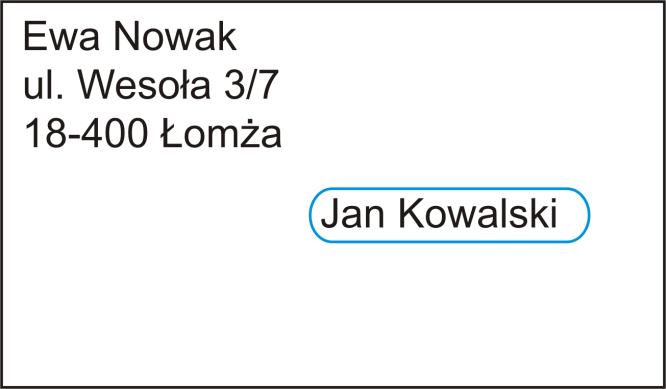 Ewa Nowak
ul. Wesoła 3/7
18-400 Łomża
Jan Kowalski